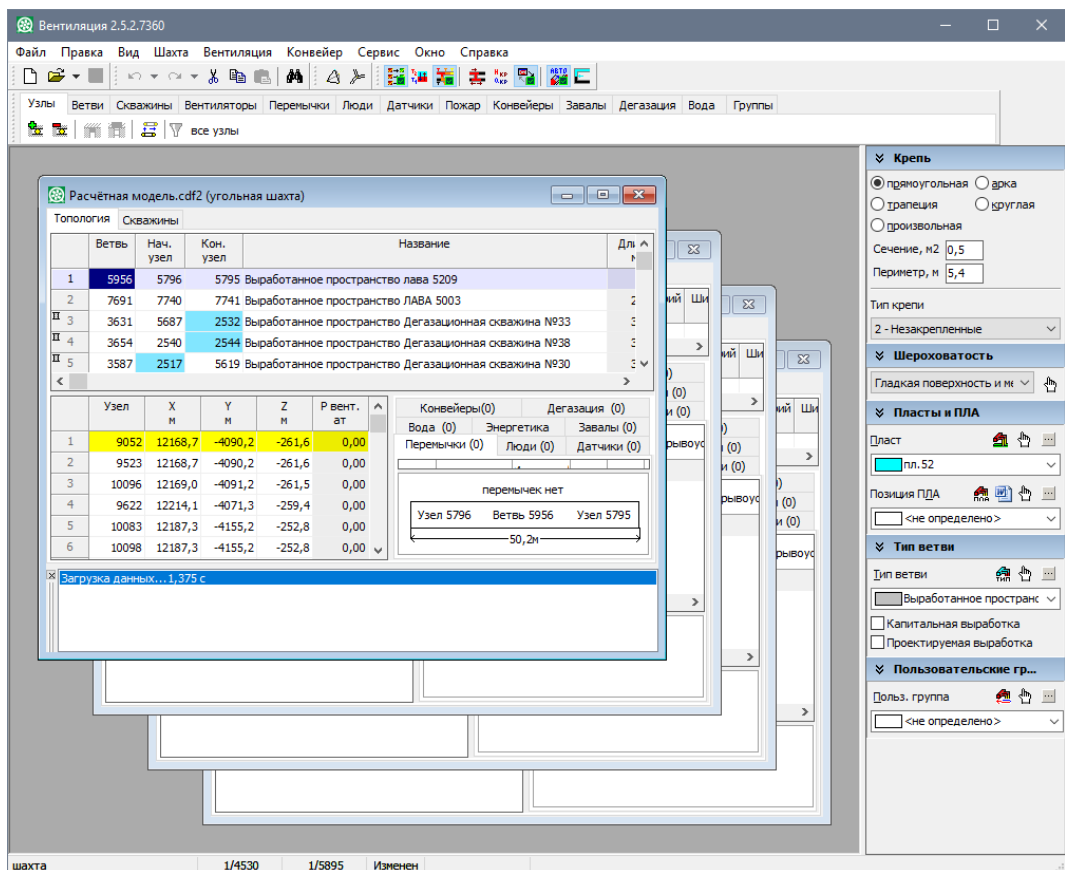 Вентиляция 2.5.2.7360
Файл Правка Вид Шахта Вентиляция Конвейер Сервис Окно Справка
Узлы Ветви Скважины Вентиляторы Перемычки Люди Датчики Пожар Конвейеры Завалы Дегазация Вода Группы
все узлы
Расчётная модель.cdf2 (угольная шахта)
Топология Скважины
Ветвь Нач. узел Кон. узел Название
1 5956 5796 5795 Выработанное пространство лава 5209
2 7691 7740 7741 Выработанное пространство ЛАВА 5003
3 3631 5687 2532 Выработанное пространство Дегазационная скважина №33
4 3654 2540 2544 Выработанное пространство Дегазационная скважина №38
5 3587 2517 5619 Выработанное пространство Дегазационная скважина №30
Узел X м Y м Z м P вент. ат
1 9052 12168,7 -4090,2 -261,6 0,00
2 9523 12168,7 -4090,2 -261,6 0,00
3 10096 12169,0 -4091,2 -261,5 0,00
4 9622 12214,1 -4071,3 -259,4 0,00
5 10083 12187,3 -4155,2 -252,8 0,00
6 10098 12187,3 -4155,2 -252,8 0,00
Конвейеры(0) Дегазация (0)
Вода (0) Энергетика Завалы (0)
Перемычки (0) Люди (0) Датчики (0)
перемычек нет
Узел 5796 Ветвь 5956 Узел 5795
50,2м
Загрузка данных...1,375 с
Крепь
прямоугольная арка
трапеция круглая
произвольная
Сечение, м2 0,5
Периметр, м 5,4
Тип крепи
2 - Незакрепленные
Шероховатость
Гладкая поверхность и ме
Пласты и ПЛА
Пласт
пл.52
Позиция ПЛА
<не определено>
Тип ветви
Тип ветви
Выработанное пространс
Капитальная выработка
Проектируемая выработка
Пользовательские гр...
Польз. группа
<не определено>
шахта 1/4530 1/5895 Изменен